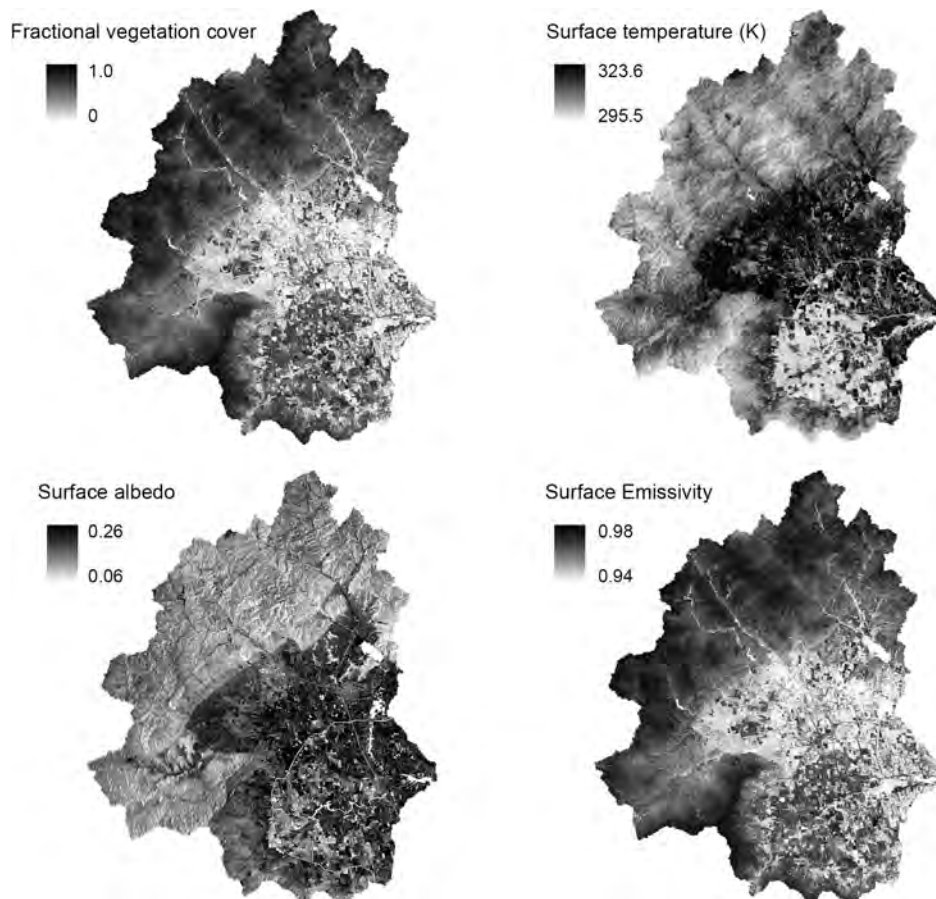 Fractional vegetation cover
1.0
0
Surface temperature (K)
323.6
295.5
Surface albedo
0.26
0.06
Surface Emissivity
0.98
0.94